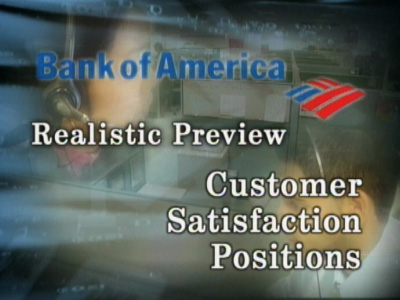 Bank of America
Realistic Preview
Customer
Satisfaction
Positions